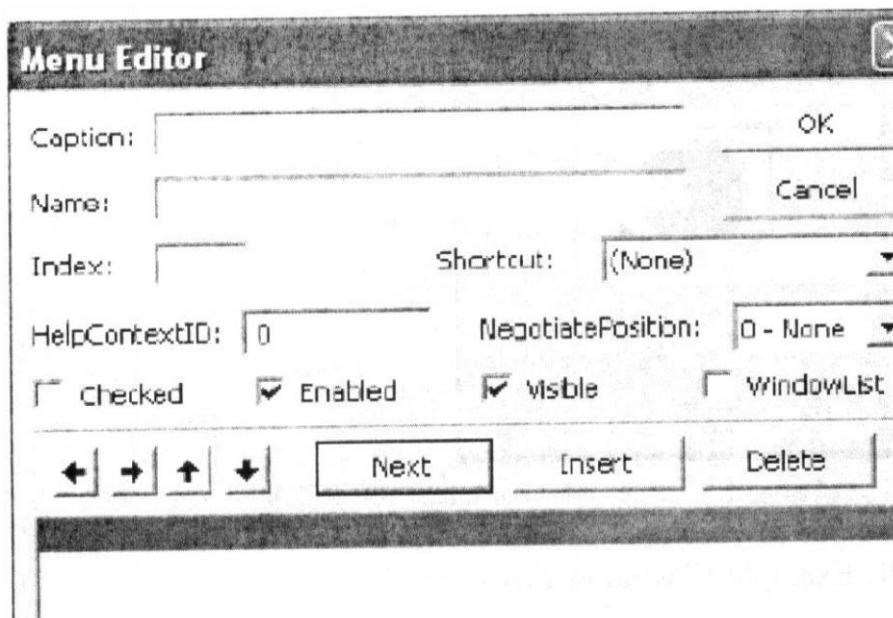 Menu Editor
Caption:
OK
Name:
Cancel
Index:
Shortcut: (None)
HelpContextID: 0
NegotiatePosition: 0 - None
Checked Enabled Visible WindowList
Next Insert Delete